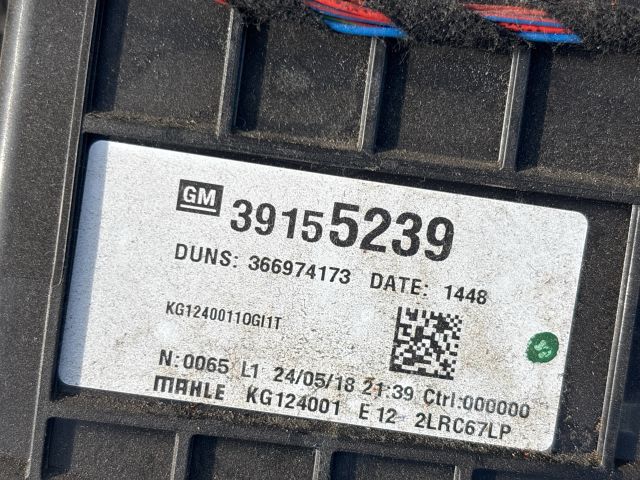 GM 39155239
DUNS: 366974173 DATE: 1448
KG12400110GI1T
N:0065 L1 24/05/18 21:39 Ctrl:000000
MAHLE KG124001 E 12 2LRC67LP